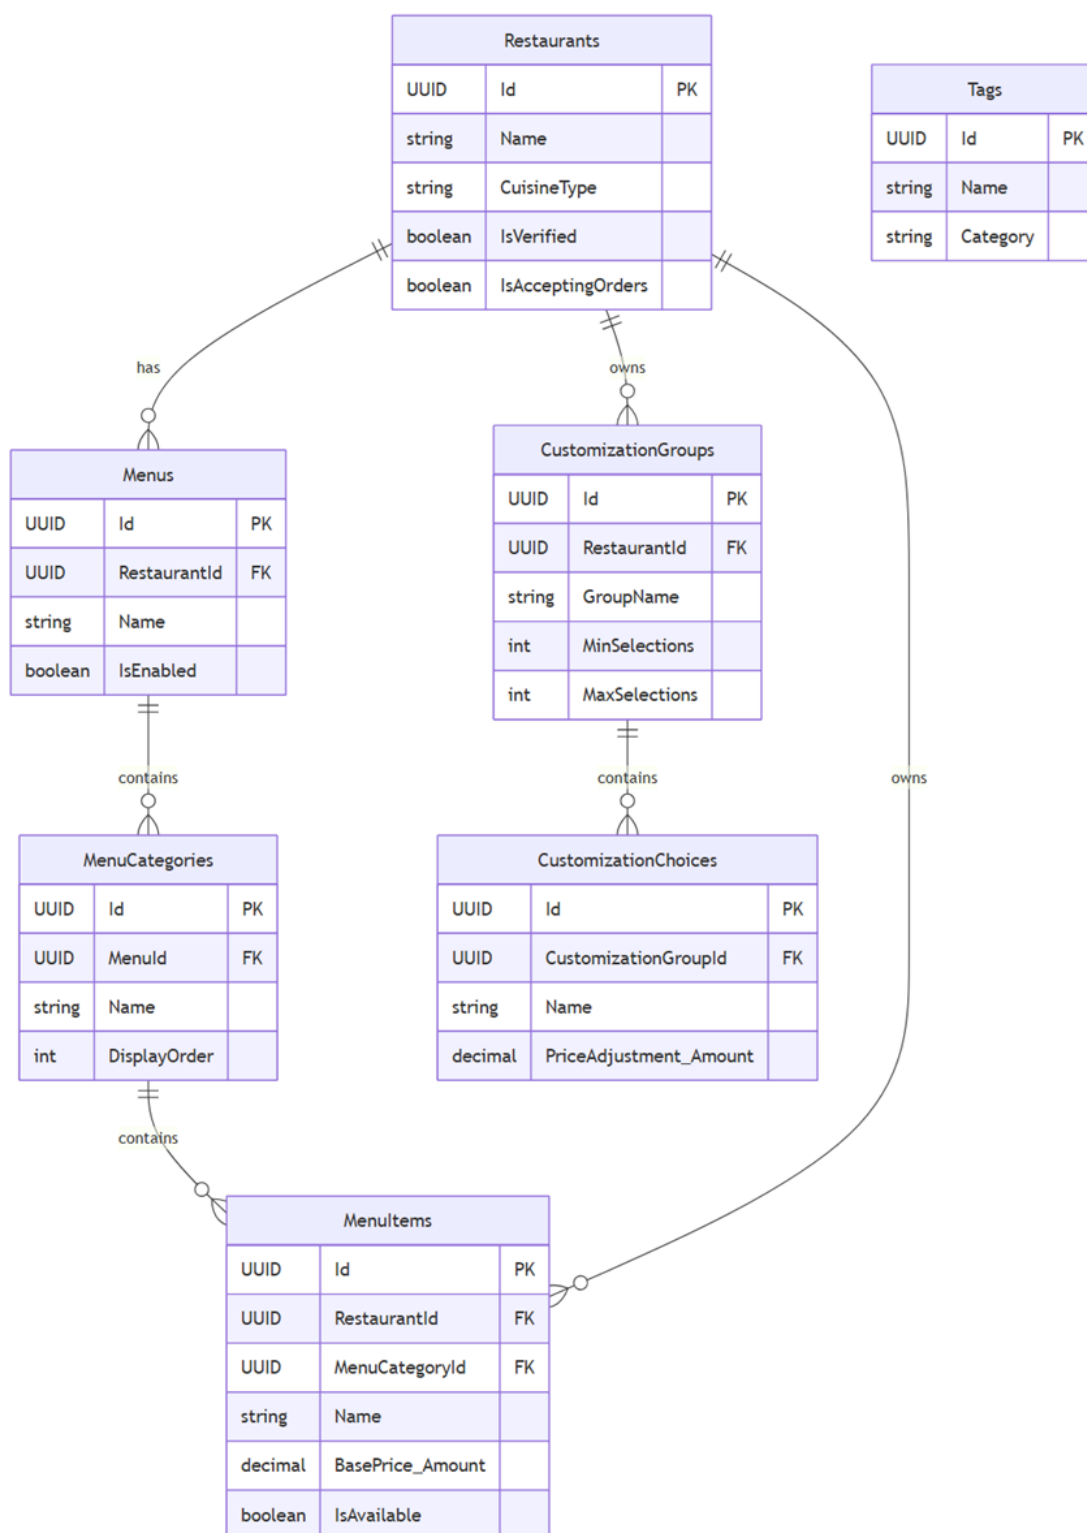 Restaurants
UUID Id PK
string Name
string CuisineType
boolean IsVerified
boolean IsAcceptingOrders
Tags
UUID Id PK
string Name
string Category
has
owns
Menus
UUID Id PK
UUID RestaurantId FK
string Name
boolean IsEnabled
CustomizationGroups
UUID Id PK
UUID RestaurantId FK
string GroupName
int MinSelections
int MaxSelections
contains
contains
owns
MenuCategories
UUID Id PK
UUID MenuId FK
string Name
int DisplayOrder
CustomizationChoices
UUID Id PK
UUID CustomizationGroupId FK
string Name
decimal PriceAdjustment_Amount
contains
MenuItems
UUID Id PK
UUID RestaurantId FK
UUID MenuCategoryId FK
string Name
decimal BasePrice_Amount
boolean IsAvailable